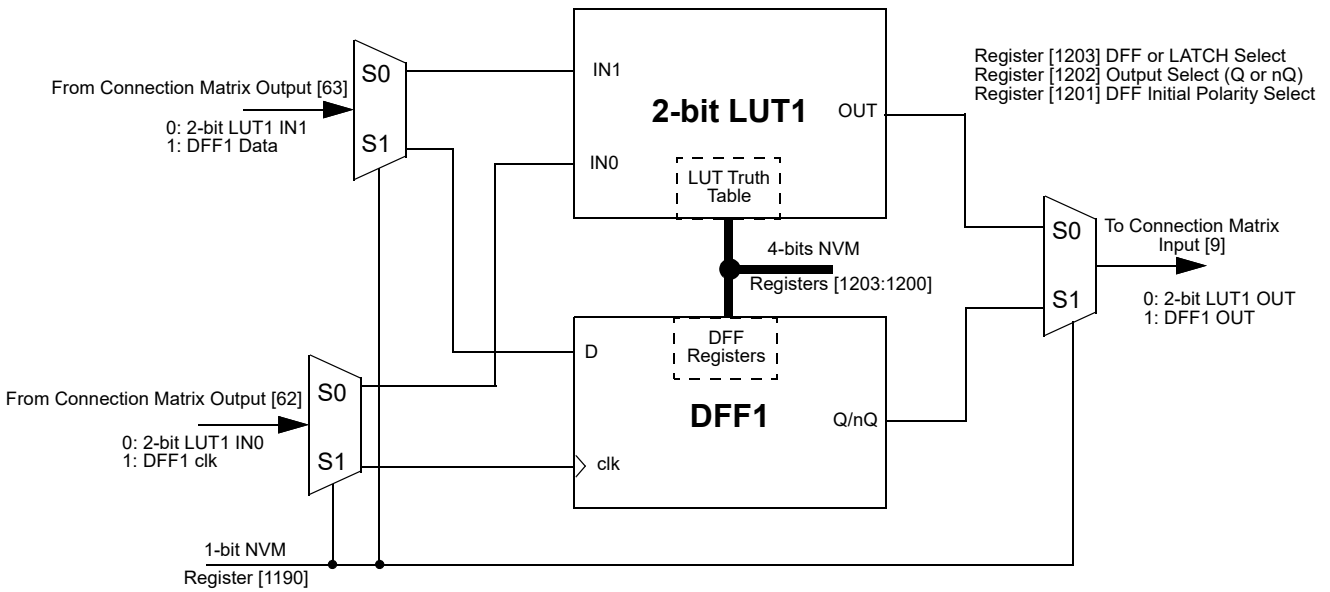 From Connection Matrix Output [63]
0: 2-bit LUT1 IN1
1: DFF1 Data
S0
S1
IN1
IN0
2-bit LUT1
OUT
LUT Truth
Table
Register [1203] DFF or LATCH Select
Register [1202] Output Select (Q or nQ)
Register [1201] DFF Initial Polarity Select
4-bits NVM
Registers [1203:1200]
S0
S1
To Connection Matrix
Input [9]
0: 2-bit LUT1 OUT
1: DFF1 OUT
From Connection Matrix Output [62]
0: 2-bit LUT1 IN0
1: DFF1 clk
S0
S1
D
clk
DFF
Registers
DFF1
Q/nQ
1-bit NVM
Register [1190]